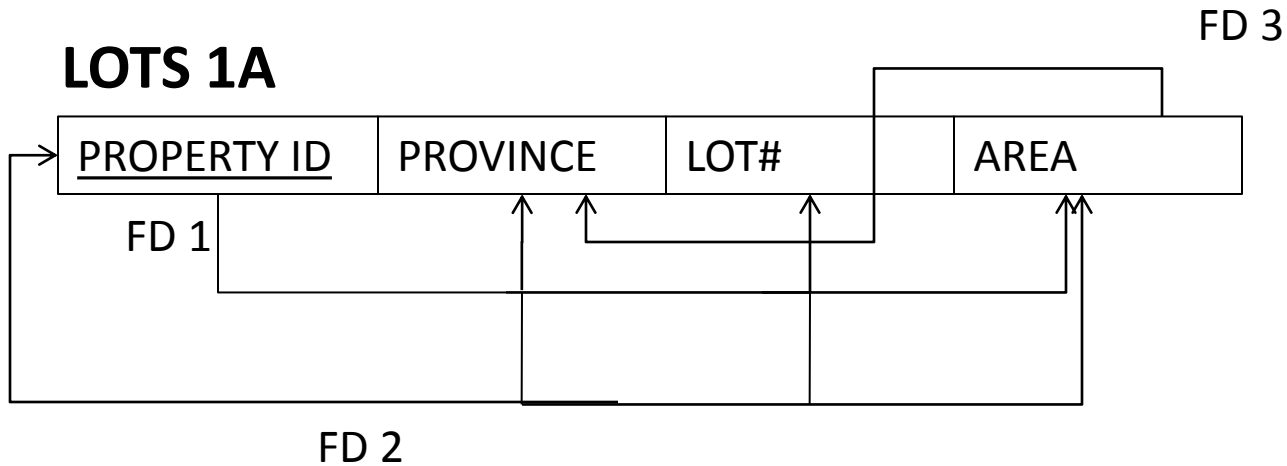 FD 3
LOTS 1A
PROPERTY ID PROVINCE LOT# AREA
FD 1
FD 2